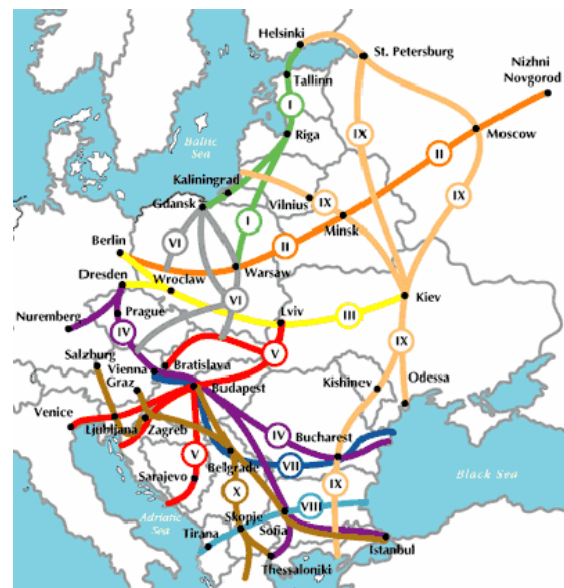 Helsinki
St. Petersburg
Nizhni
Novgorod
Tallinn
I
IX
Moscow
Riga
Baltic
Sea
II
Kaliningrad
IX
Vilnius
IX
Gdansk
I
Minsk
VI
II
Berlin
Warsaw
Dresden
Wroclaw
VI
Kiev
Lviv
III
Nuremberg
Prague
IV
IX
Salzburg
V
Vienna
Bratislava
Graz
Budapest
Kishinev
Odessa
Venice
Ljubljana
Zagreb
IV
Bucharest
V
VII
Belgrade
Sarajevo
X
IX
Black Sea
VIII
Adriatic
Sea
Skopje
Tirana
Sofia
Istanbul
Thessaloniki